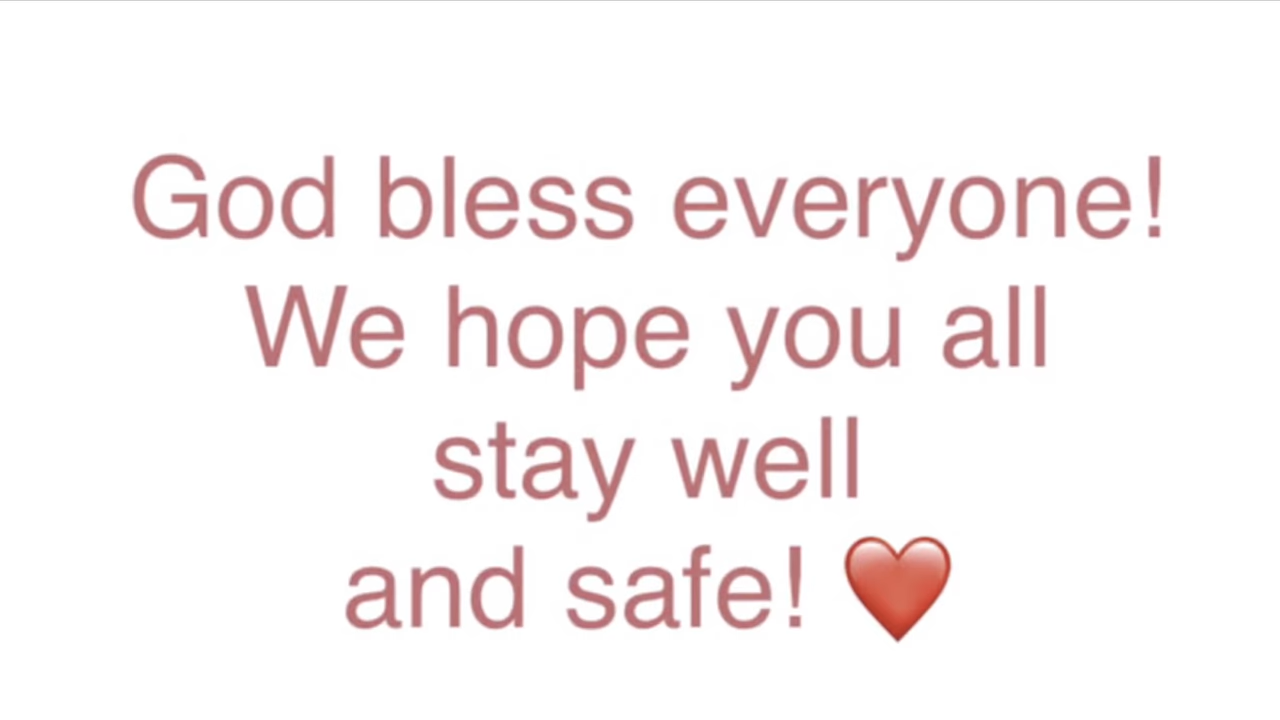 God bless everyone!
We hope you all
stay well
and safe! ❤️